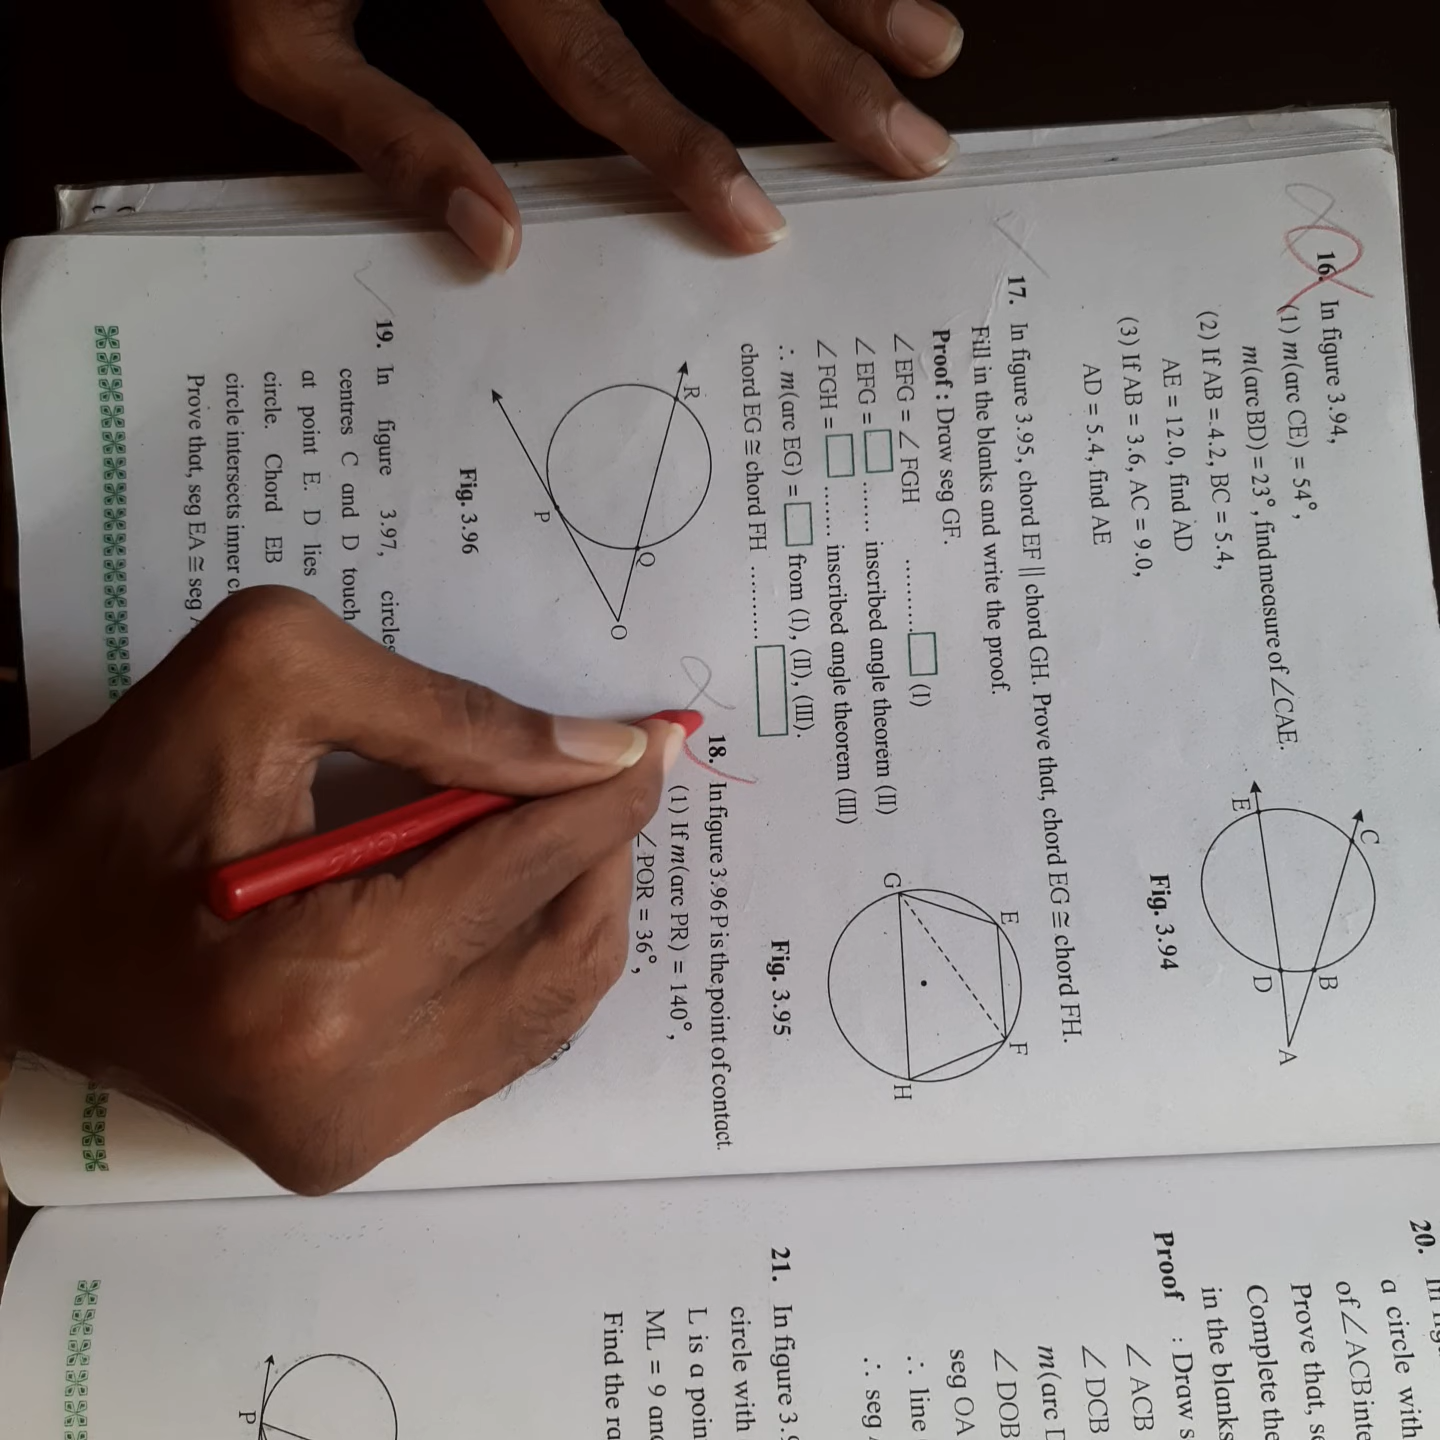 16. In figure 3.94,
(1) m(arc CE) = 54°,
m(arc BD) = 23°, find measure of ∠CAE.
(2) If AB = 4.2, BC = 5.4,
AE = 12.0, find AD
(3) If AB = 3.6, AC = 9.0,
AD = 5.4, find AE
C
E
B
D
A
Fig. 3.94
17. In figure 3.95, chord EF || chord GH. Prove that, chord EG ≅ chord FH.
Fill in the blanks and write the proof.
Proof : Draw seg GF.
∠EFG = ∠FGH .......... (I)
∠EFG = ........ inscribed angle theorem (II)
∠FGH = ........ inscribed angle theorem (III)
∴ m(arc EG) = from (I), (II), (III).
chord EG ≅ chord FH ..........
E
F
G
H
Fig. 3.95
R
Q
O
P
Fig. 3.96
18. In figure 3.96 P is the point of contact.
(1) If m(arc PR) = 140°,
∠POR = 36°,
19. In figure 3.97, circles
centres C and D touch
at point E. D lies
circle. Chord EB
circle intersects inner
Prove that, seg EA ≅ seg
20.
a circle with
of ∠ACB
Prove that,
Complete the
in the blanks
Proof : Draw
∠ACB
∠DCB
m(arc
∠DOB
seg OA
∴ line
∴ seg
21. In figure
circle with
L is a
ML = 9
Find the
P